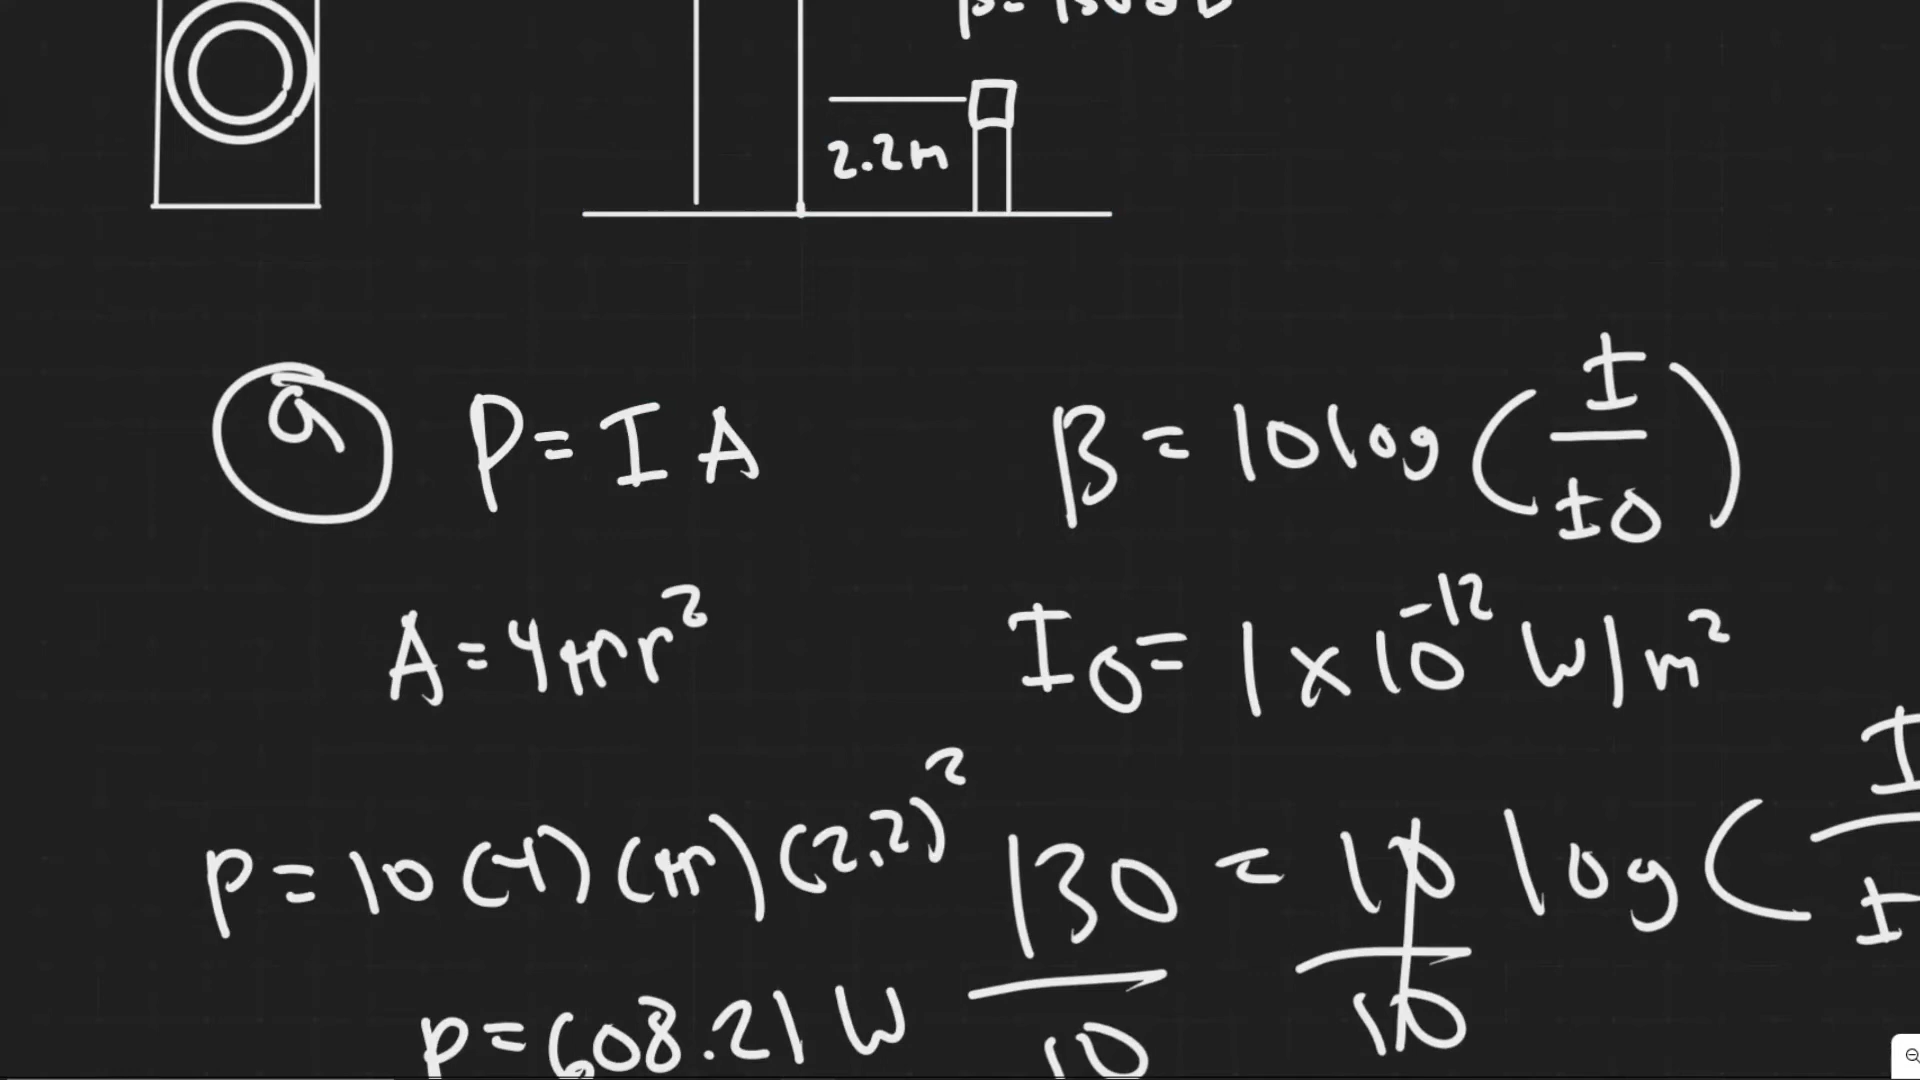 β = 130 dB
2.2m
a P = I A
β = 10 log ( I / I0 )
A = 4πr²
I0 = 1 x 10⁻¹² W/m²
P = 10 (4) (π) (2.2)²
130 / 10 = 10 / 10 log ( I / I
P = 608.21 W